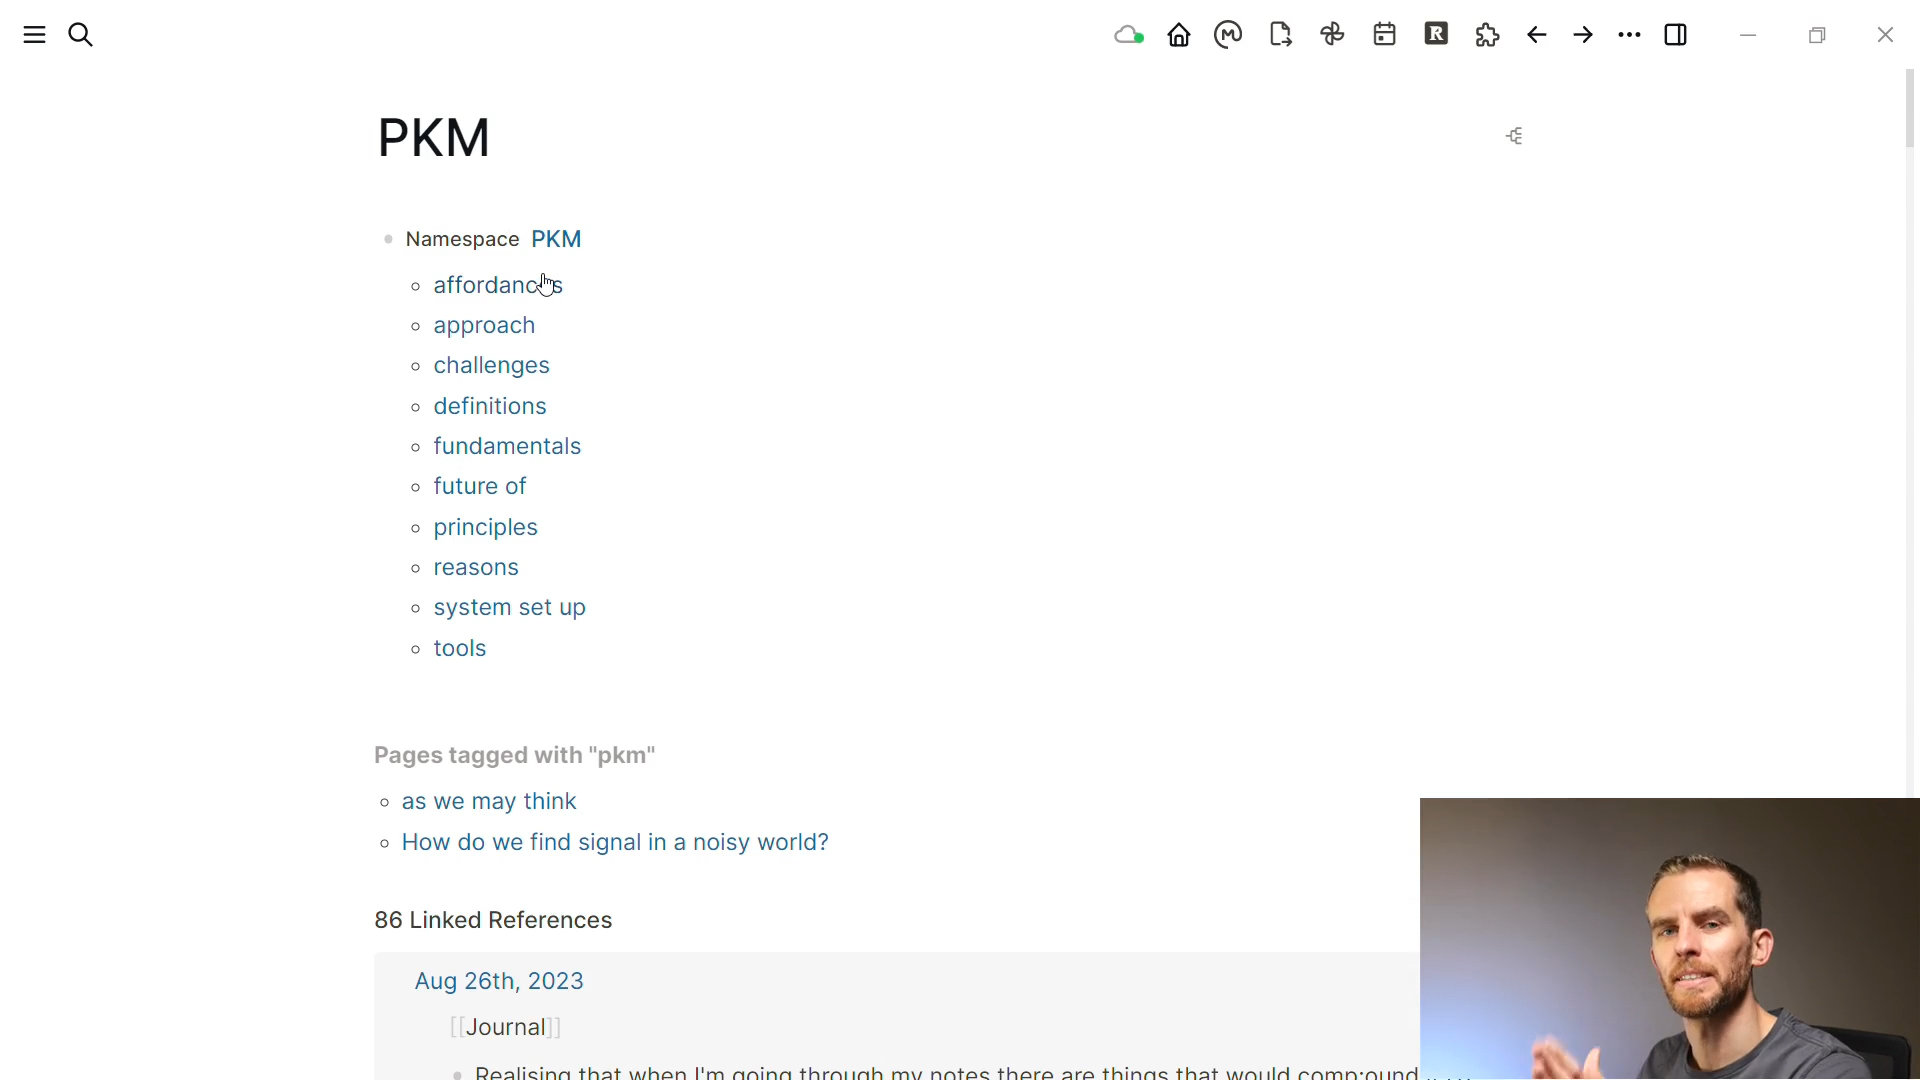 PKM
Namespace PKM
affordances
approach
challenges
definitions
fundamentals
future of
principles
reasons
system set up
tools
Pages tagged with "pkm"
as we may think
How do we find signal in a noisy world?
86 Linked References
Aug 26th, 2023
[[Journal]]
Realising that when I'm going through my notes there are things that would comp:ound